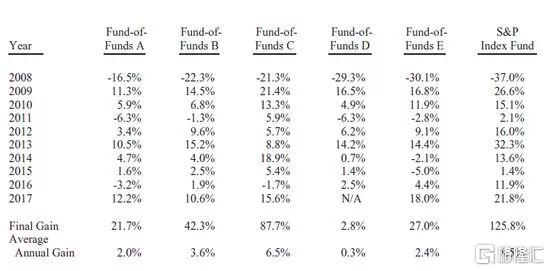 Fund-of- Fund-of- Fund-of- Fund-of- Fund-of- S&P
Year Funds A Funds B Funds C Funds D Funds E Index Fund
2008 -16.5% -22.3% -21.3% -29.3% -30.1% -37.0%
2009 11.3% 14.5% 21.4% 16.5% 16.8% 26.6%
2010 5.9% 6.8% 13.3% 4.9% 11.9% 15.1%
2011 -6.3% -1.3% 5.9% -6.3% -2.8% 2.1%
2012 3.4% 9.6% 5.7% 6.2% 9.1% 16.0%
2013 10.5% 15.2% 8.8% 14.2% 14.4% 32.3%
2014 4.7% 4.0% 18.9% 0.7% -2.1% 13.6%
2015 1.6% 2.5% 5.4% 1.4% -5.0% 1.4%
2016 -3.2% 1.9% -1.7% 2.5% 4.4% 11.9%
2017 12.2% 10.6% 15.6% N/A 18.0% 21.8%
Final Gain 21.7% 42.3% 87.7% 2.8% 27.0% 125.8%
Average
Annual Gain 2.0% 3.6% 6.5% 0.3% 2.4%
格隆汇